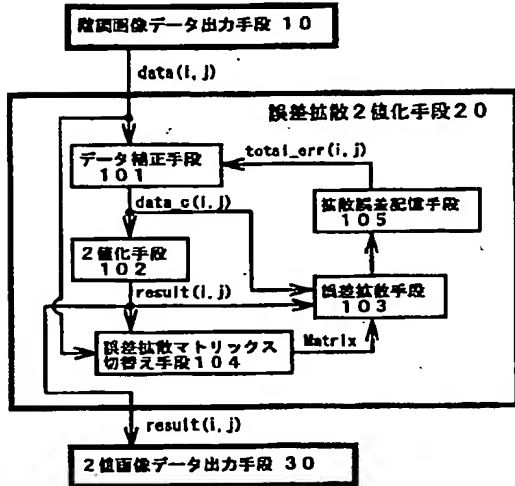 階調画像データ出力手段 10
data(i,j)
誤差拡散2値化手段20
データ補正手段
101
total_err(i,j)
data_c(i,j)
拡散誤差配信手段
105
2値化手段
102
result(i,j)
誤差拡散手段
103
誤差拡散マトリックス
切替え手段104
Matrix
result(i,j)
2値画像データ出力手段 30